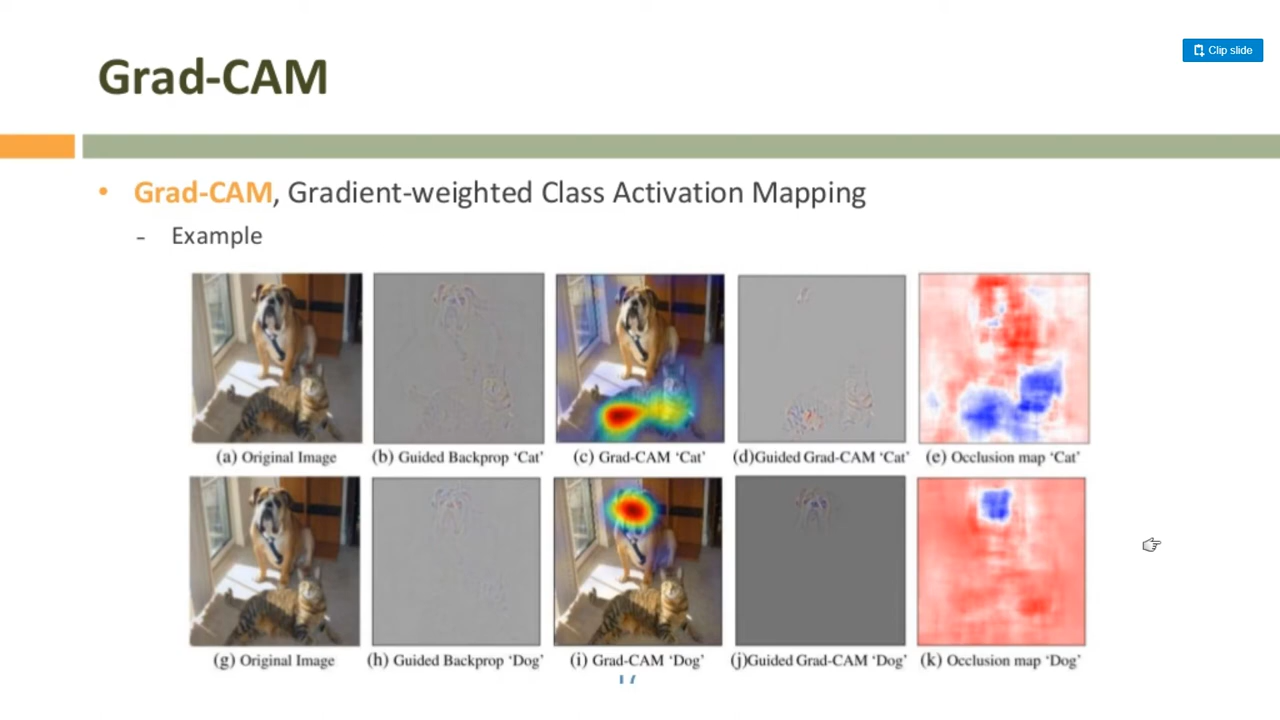 Clip slide
Grad-CAM
• Grad-CAM, Gradient-weighted Class Activation Mapping
- Example
(a) Original Image (b) Guided Backprop ‘Cat’ (c) Grad-CAM ‘Cat’ (d)Guided Grad-CAM ‘Cat’ (e) Occlusion map ‘Cat’
(g) Original Image (h) Guided Backprop ‘Dog’ (i) Grad-CAM ‘Dog’ (j)Guided Grad-CAM ‘Dog’ (k) Occlusion map ‘Dog’